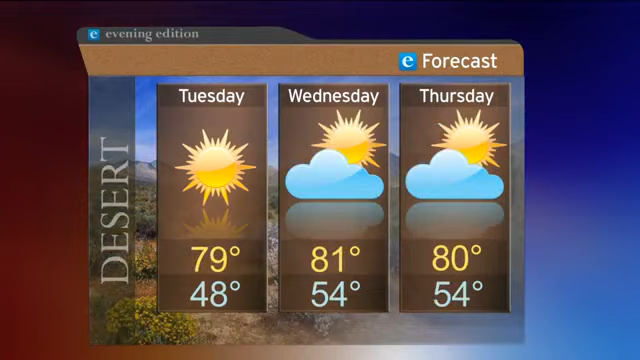 e evening edition
e Forecast
DESERT
Tuesday Wednesday Thursday
79° 81° 80°
48° 54° 54°